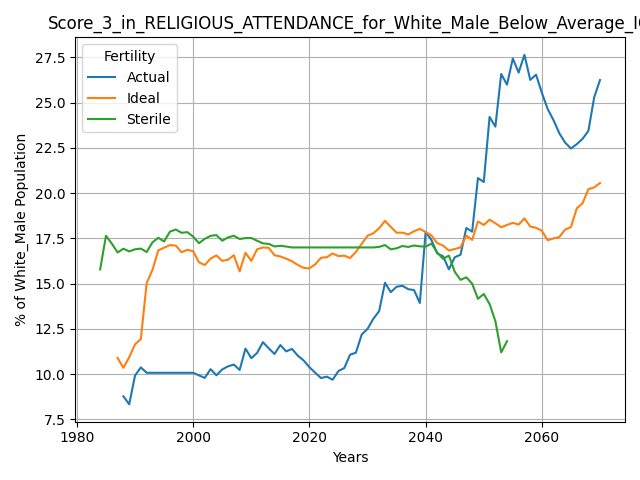 Score_3_in_RELIGIOUS_ATTENDANCE_for_White_Male_Below_Average_I
Fertility
Actual
Ideal
Sterile
% of White_Male Population
27.5
25.0
22.5
20.0
17.5
15.0
12.5
10.0
7.5
1980
2000
2020
2040
2060
Years